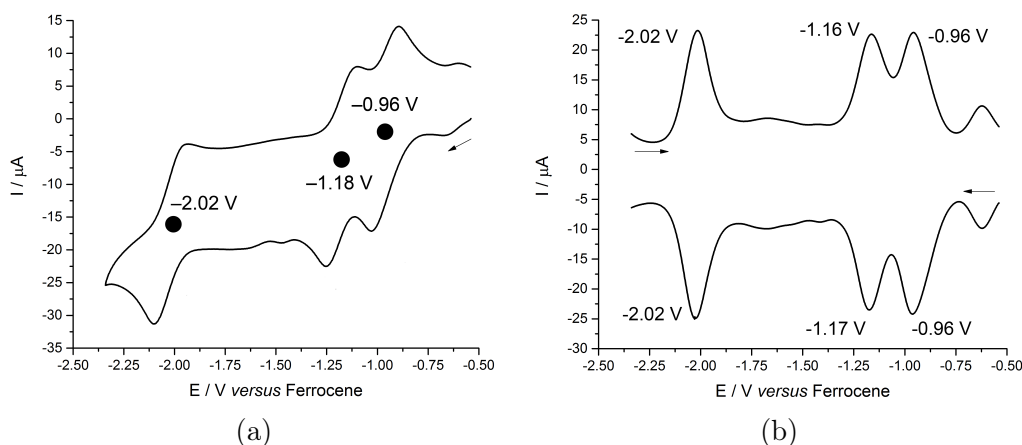 15
10
5
0
-5
-10
-15
-20
-25
-30
-35
I / μA
–0.96 V
–1.18 V
–2.02 V
-2.50 -2.25 -2.00 -1.75 -1.50 -1.25 -1.00 -0.75 -0.50
E / V versus Ferrocene
(a)
25
20
15
10
5
0
-5
-10
-15
-20
-25
-30
I / μA
-2.02 V
-1.16 V
-0.96 V
-2.02 V
-1.17 V
-0.96 V
-2.50 -2.25 -2.00 -1.75 -1.50 -1.25 -1.00 -0.75 -0.50
E / V versus Ferrocene
(b)